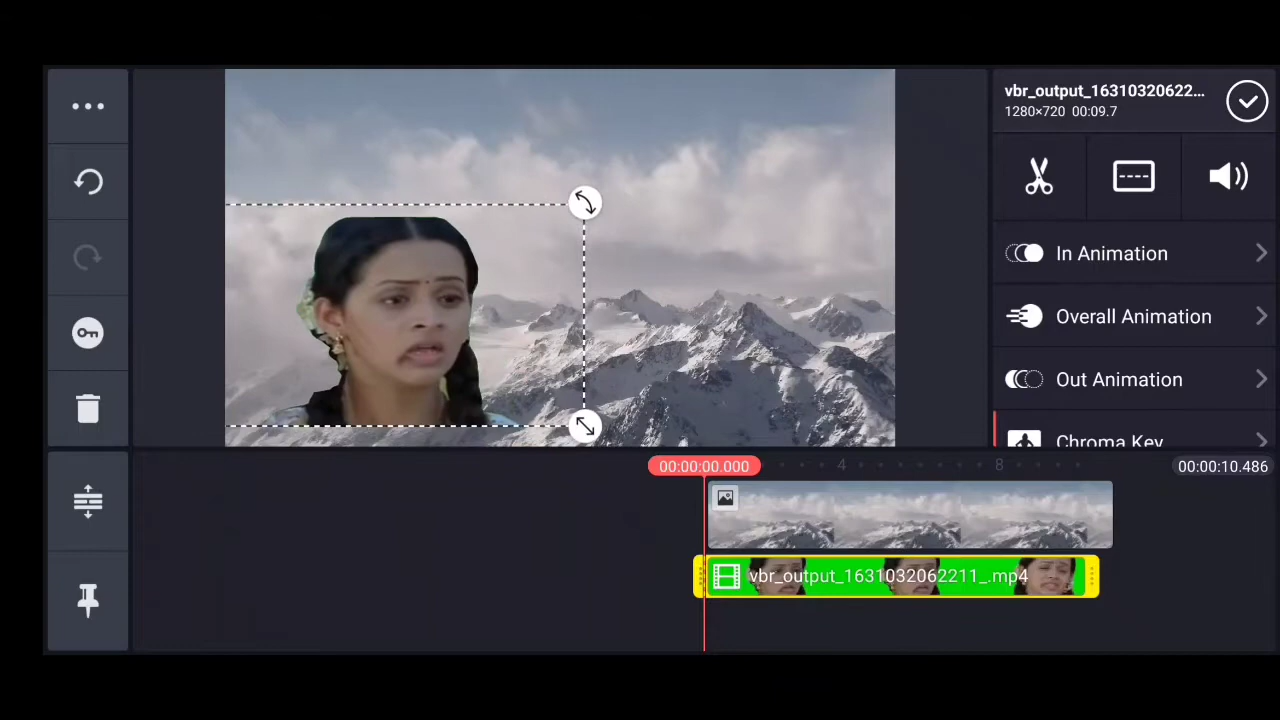 vbr_output_16310320622...
1280×720 00:09.7
In Animation
Overall Animation
Out Animation
Chroma Key
00:00:00.000
4
8
00:00:10.486
vbr_output_1631032062211_.mp4